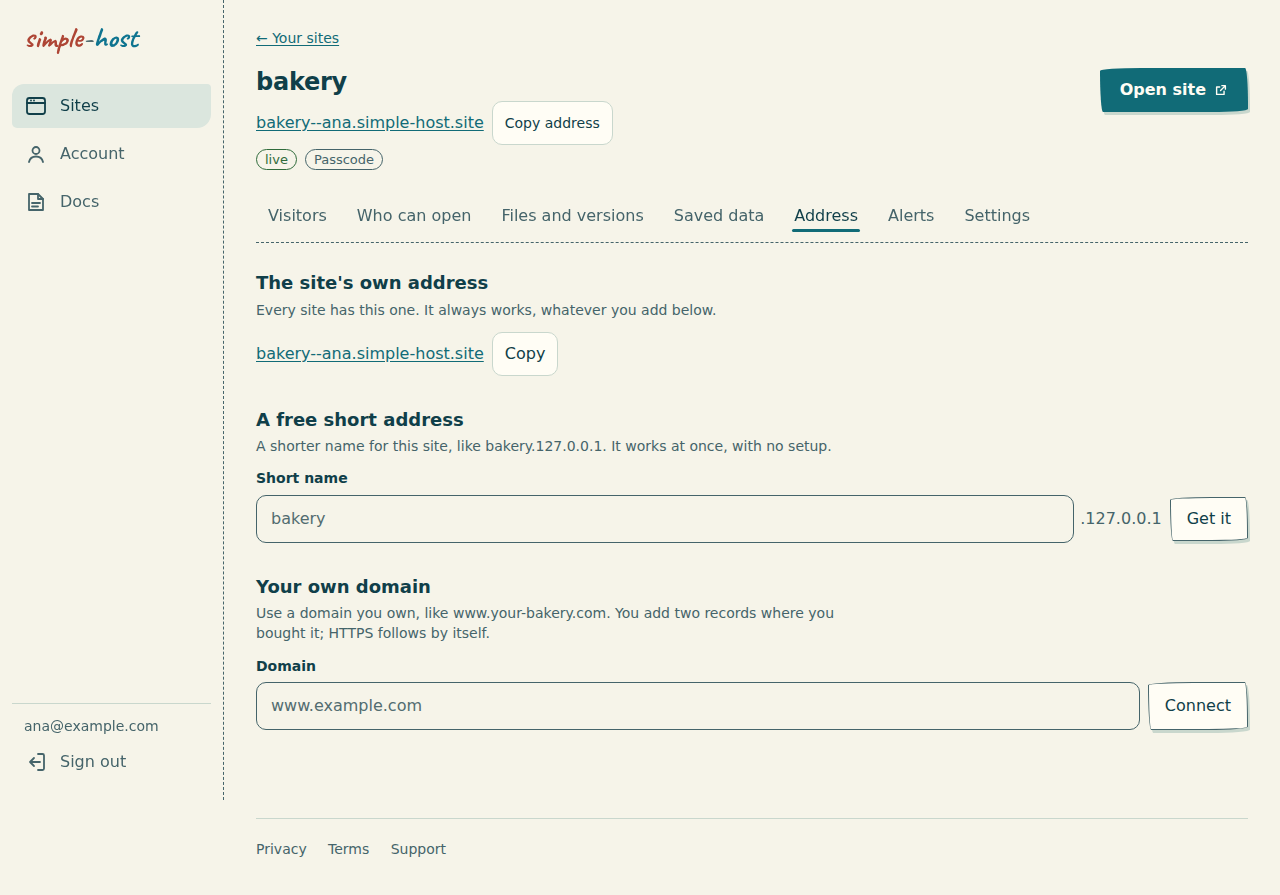 simple-host
Sites
Account
Docs
ana@example.com
Sign out
← Your sites
bakery
Open site
bakery--ana.simple-host.site
Copy address
live
Passcode
Visitors
Who can open
Files and versions
Saved data
Address
Alerts
Settings
The site's own address
Every site has this one. It always works, whatever you add below.
bakery--ana.simple-host.site
Copy
A free short address
A shorter name for this site, like bakery.127.0.0.1. It works at once, with no setup.
Short name
bakery
.127.0.0.1
Get it
Your own domain
Use a domain you own, like www.your-bakery.com. You add two records where you
bought it; HTTPS follows by itself.
Domain
www.example.com
Connect
Privacy
Terms
Support